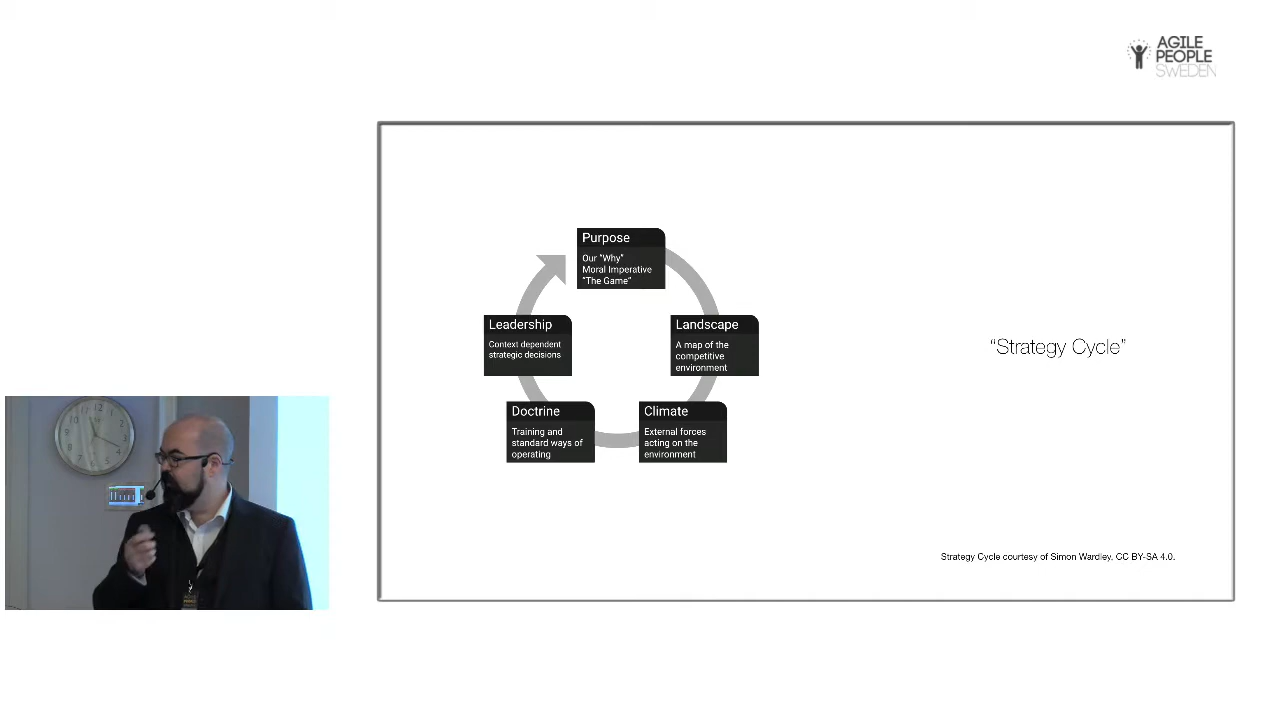 AGILE
PEOPLE
SWEDEN
Purpose
Our “Why”
Moral Imperative
“The Game”
Leadership
Context dependent
strategic decisions
Landscape
A map of the
competitive
environment
Doctrine
Training and
standard ways of
operating
Climate
External forces
acting on the
environment
“Strategy Cycle”
Strategy Cycle courtesy of Simon Wardley, CC BY-SA 4.0.